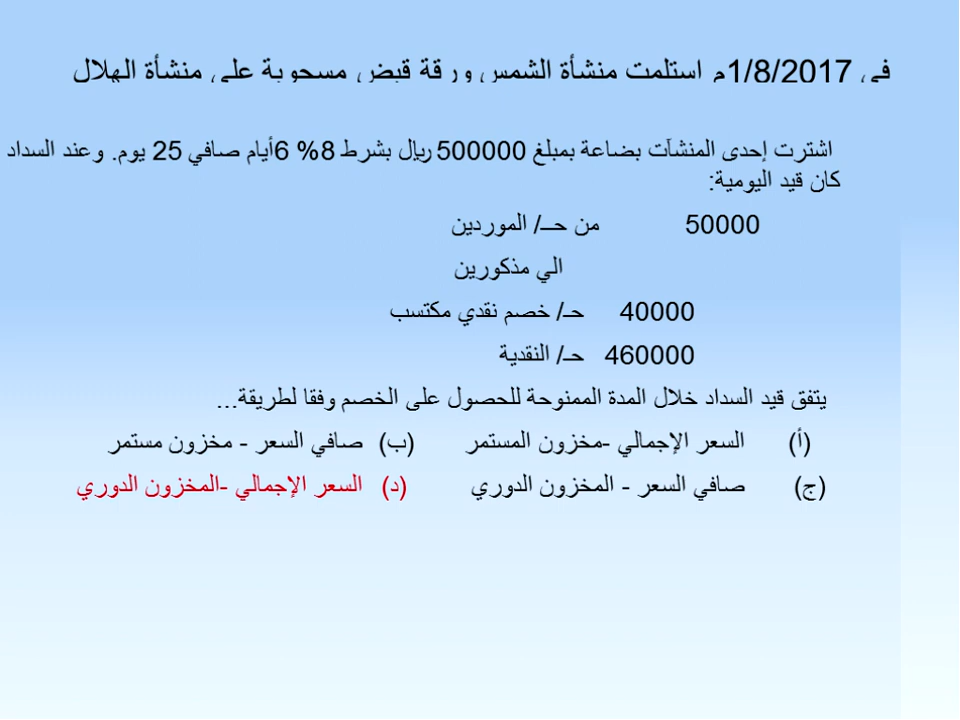 في 1/8/2017م استلمت منشأة الشمس ورقة قبض مسحوبة على منشأة الهلال
اشترت إحدى المنشآت بضاعة بمبلغ 500000 ريال بشرط 8% 6أيام صافي 25 يوم. وعند السداد
كان قيد اليومية:
50000 من حـ/ الموردين
الي مذكورين
40000 حـ/ خصم نقدي مكتسب
460000 حـ/ النقدية
يتفق قيد السداد خلال المدة الممنوحة للحصول على الخصم وفقا لطريقة...
(أ) السعر الإجمالي -مخزون المستمر (ب) صافي السعر - مخزون مستمر
(ج) صافي السعر - المخزون الدوري (د) السعر الإجمالي -المخزون الدوري